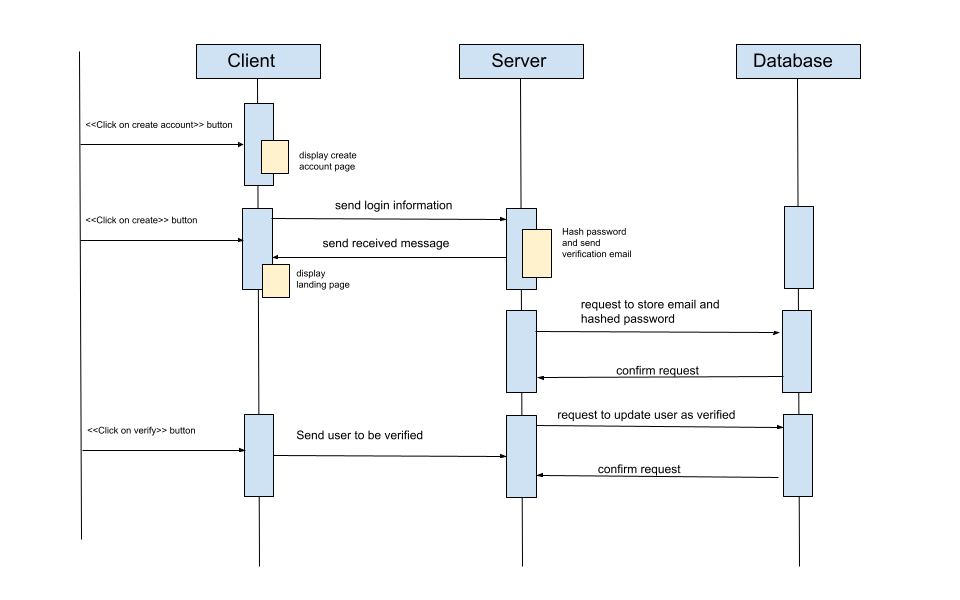 Client
Server
Database
<<Click on create account>> button
display create
account page
send login information
<<Click on create>> button
Hash password
and send
verification email
send received message
display
landing page
request to store email and
hashed password
confirm request
request to update user as verified
<<Click on verify>> button
Send user to be verified
confirm request